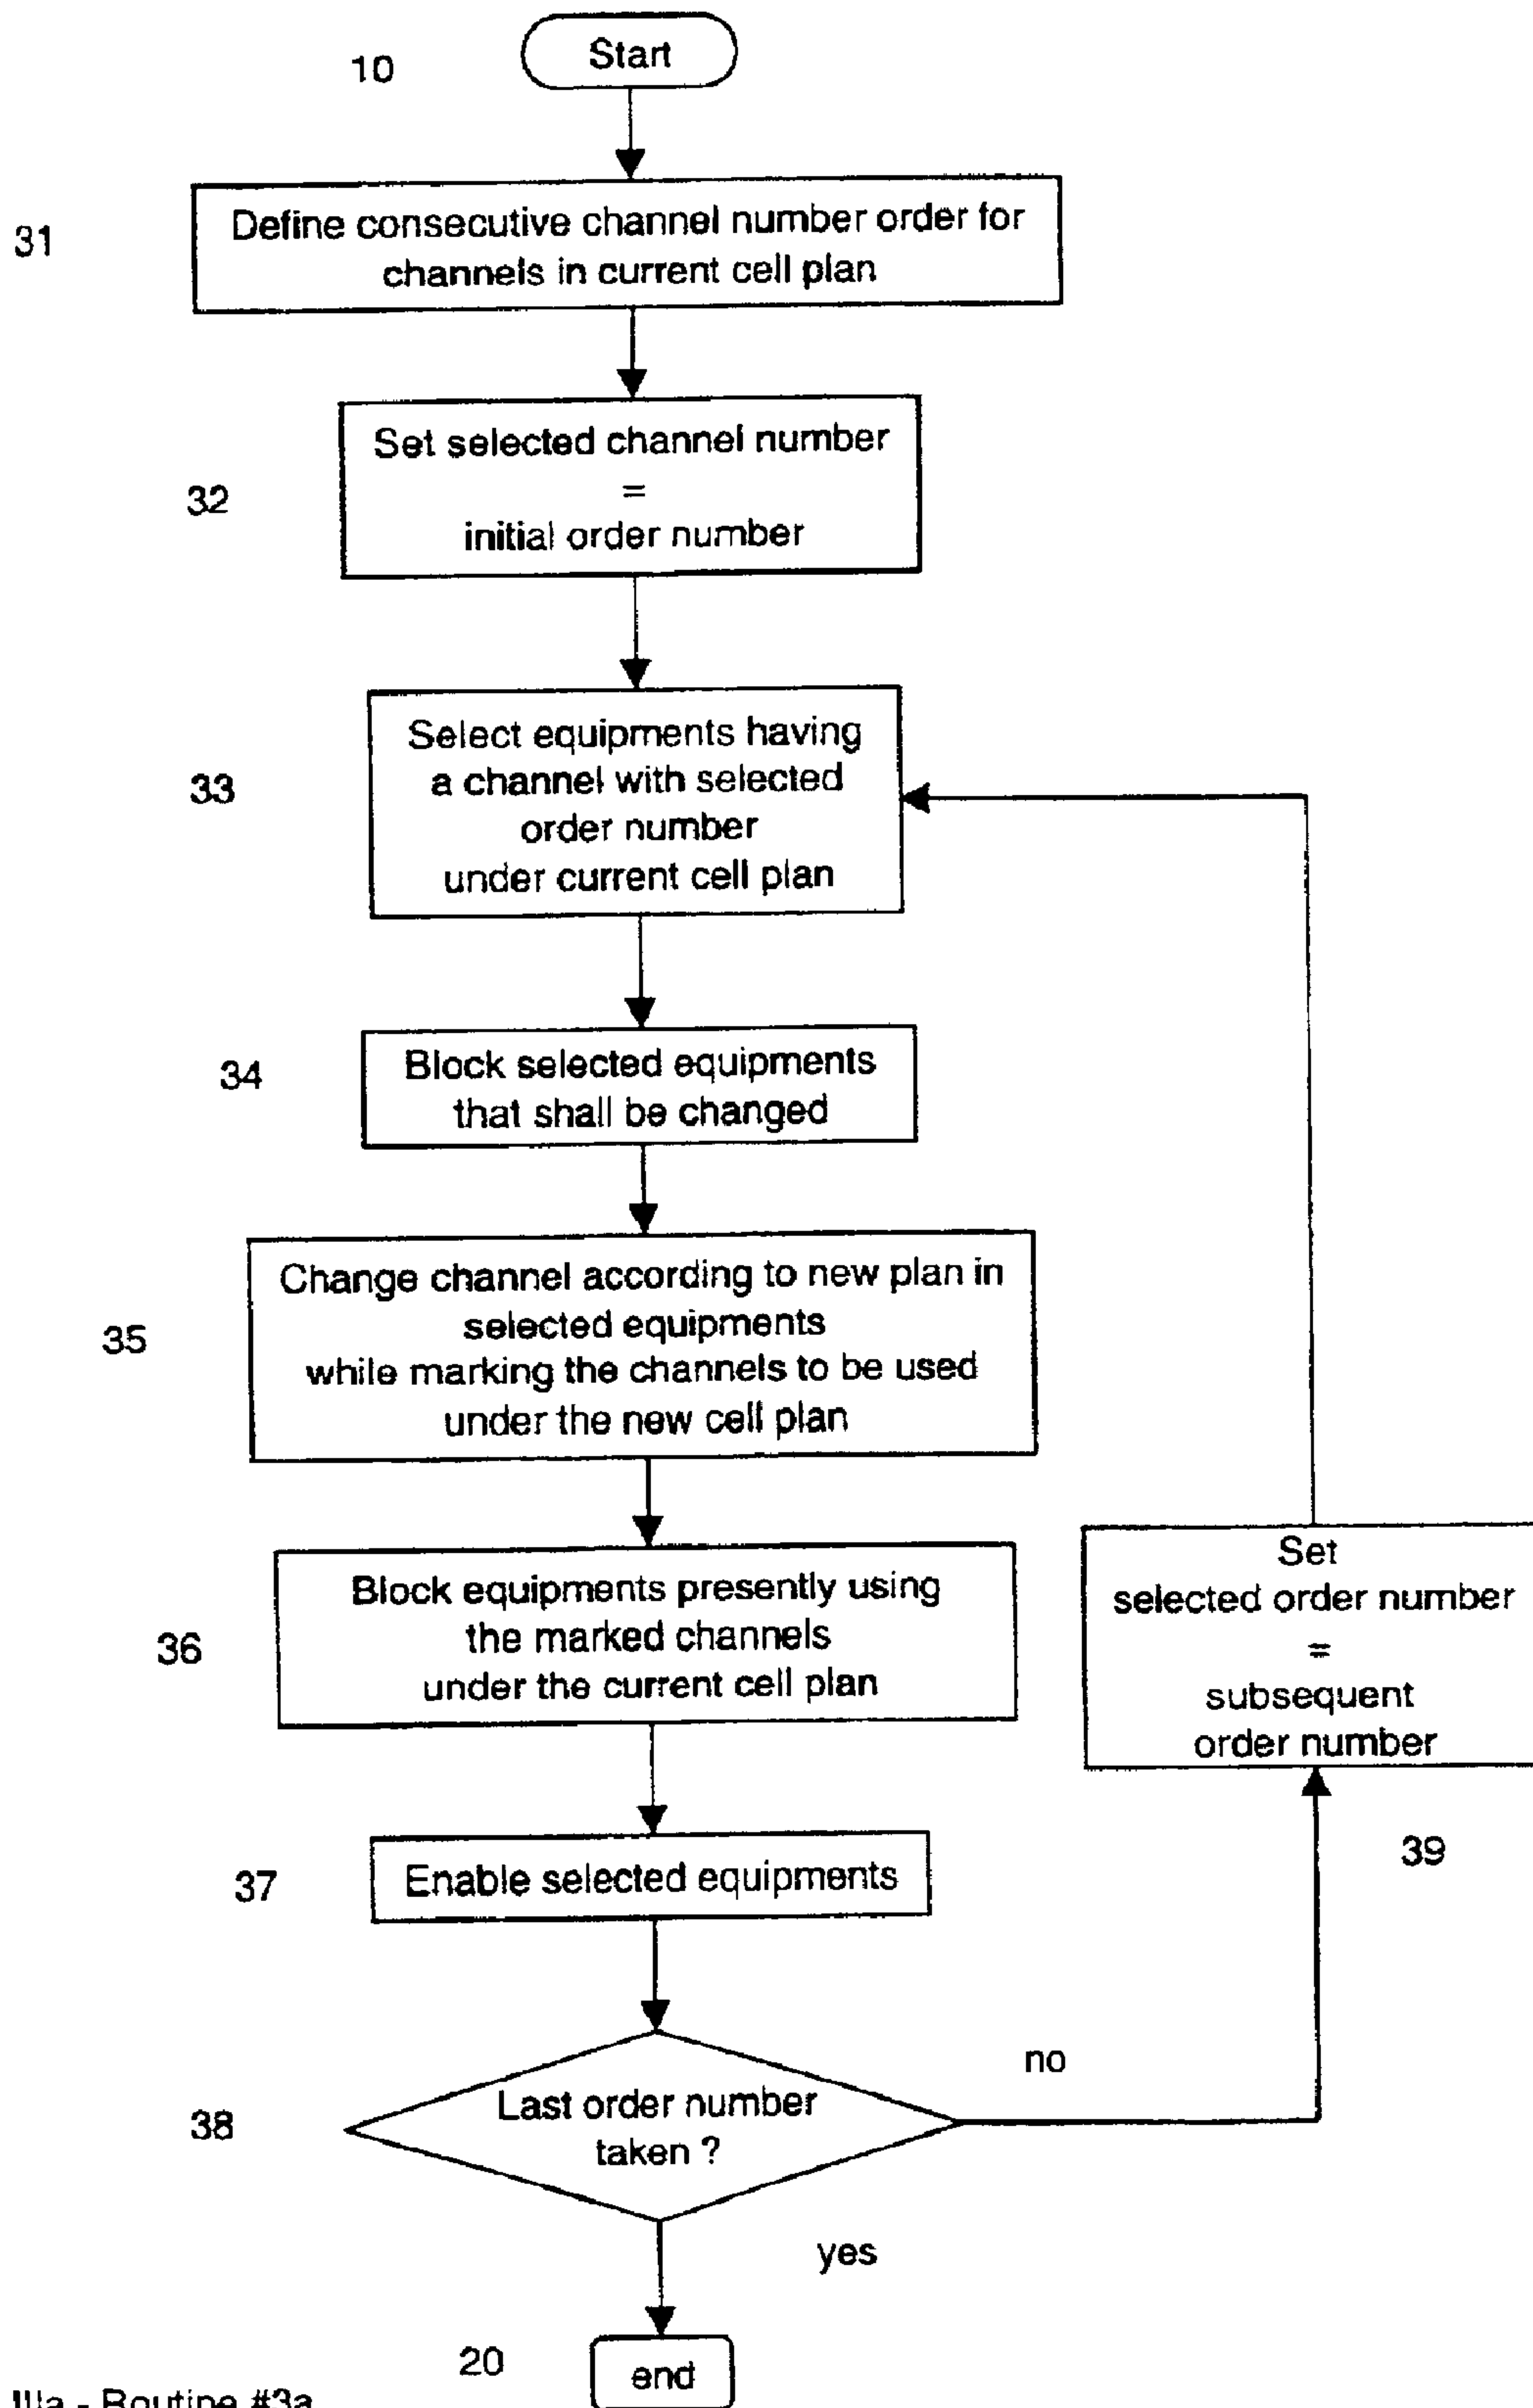 10
Start
31
Define consecutive channel number order for
channels in current cell plan
32
Set selected channel number
=
initial order number
33
Select equipments having
a channel with selected
order number
under current cell plan
34
Block selected equipments
that shall be changed
35
Change channel according to new plan in
selected equipments
while marking the channels to be used
under the new cell plan
36
Block equipments presently using
the marked channels
under the current cell plan
Set
selected order number
=
subsequent
order number
39
37
Enable selected equipments
38
Last order number
taken ?
no
yes
20
end
IIIa - Routine #3a